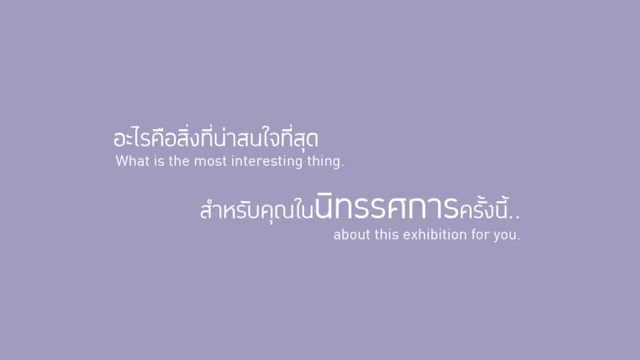 อะไรคือสิ่งที่น่าสนใจที่สุด
What is the most interesting thing.
สำหรับคุณในนิทรรศการครั้งนี้..
about this exhibition for you.